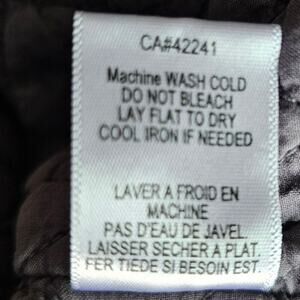 CA#42241
Machine WASH COLD
DO NOT BLEACH
LAY FLAT TO DRY
COOL IRON IF NEEDED
LAVER A FROID EN
MACHINE
PAS D'EAU DE JAVEL
LAISSER SECHER A PLAT
FER TIEDE SI BESOIN EST.